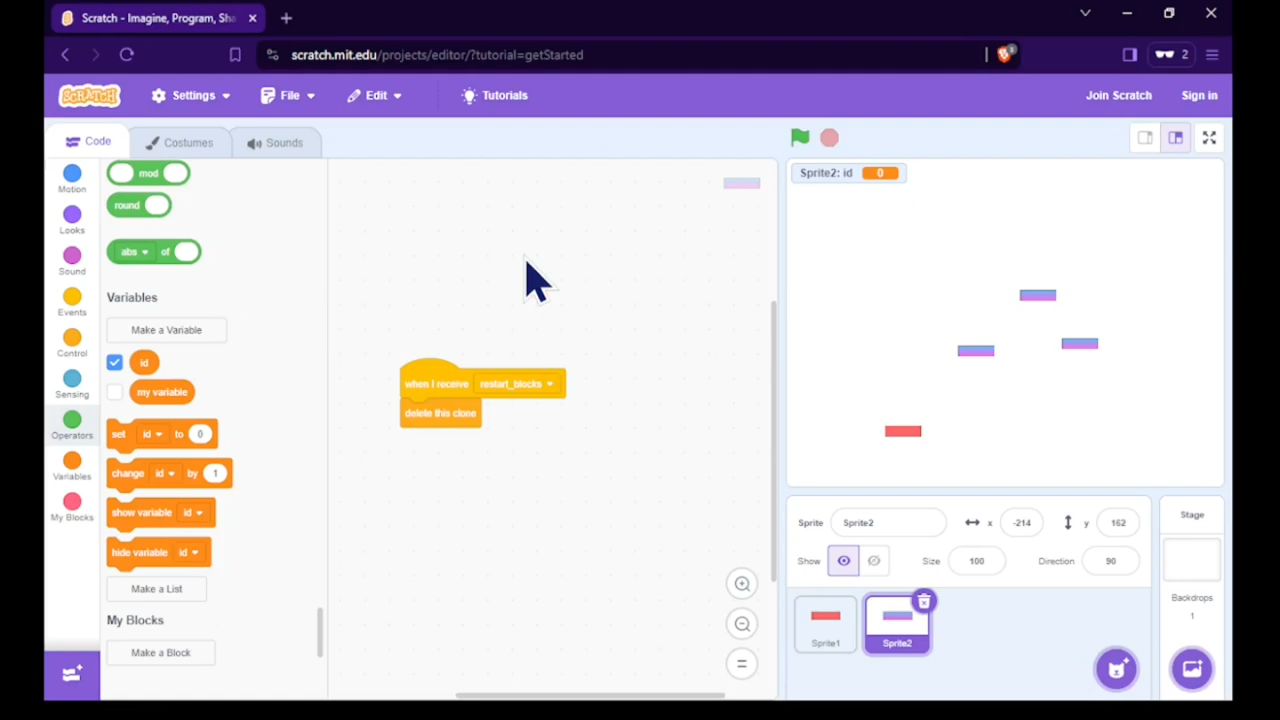 Scratch - Imagine, Program, Sha
scratch.mit.edu/projects/editor/?tutorial=getStarted
2
SCRATCH
Settings
File
Edit
Tutorials
Join Scratch
Sign in
Code
Costumes
Sounds
Motion
Looks
Sound
Events
Control
Sensing
Operators
Variables
My Blocks
mod
round
abs of
Variables
Make a Variable
id
my variable
set id to 0
change id by 1
show variable id
hide variable id
Make a List
My Blocks
Make a Block
when I receive restart_blocks
delete this clone
Sprite2: id 0
Sprite Sprite2 x -214 y 162
Show Size 100 Direction 90
Sprite1
Sprite2
Stage
Backdrops
1